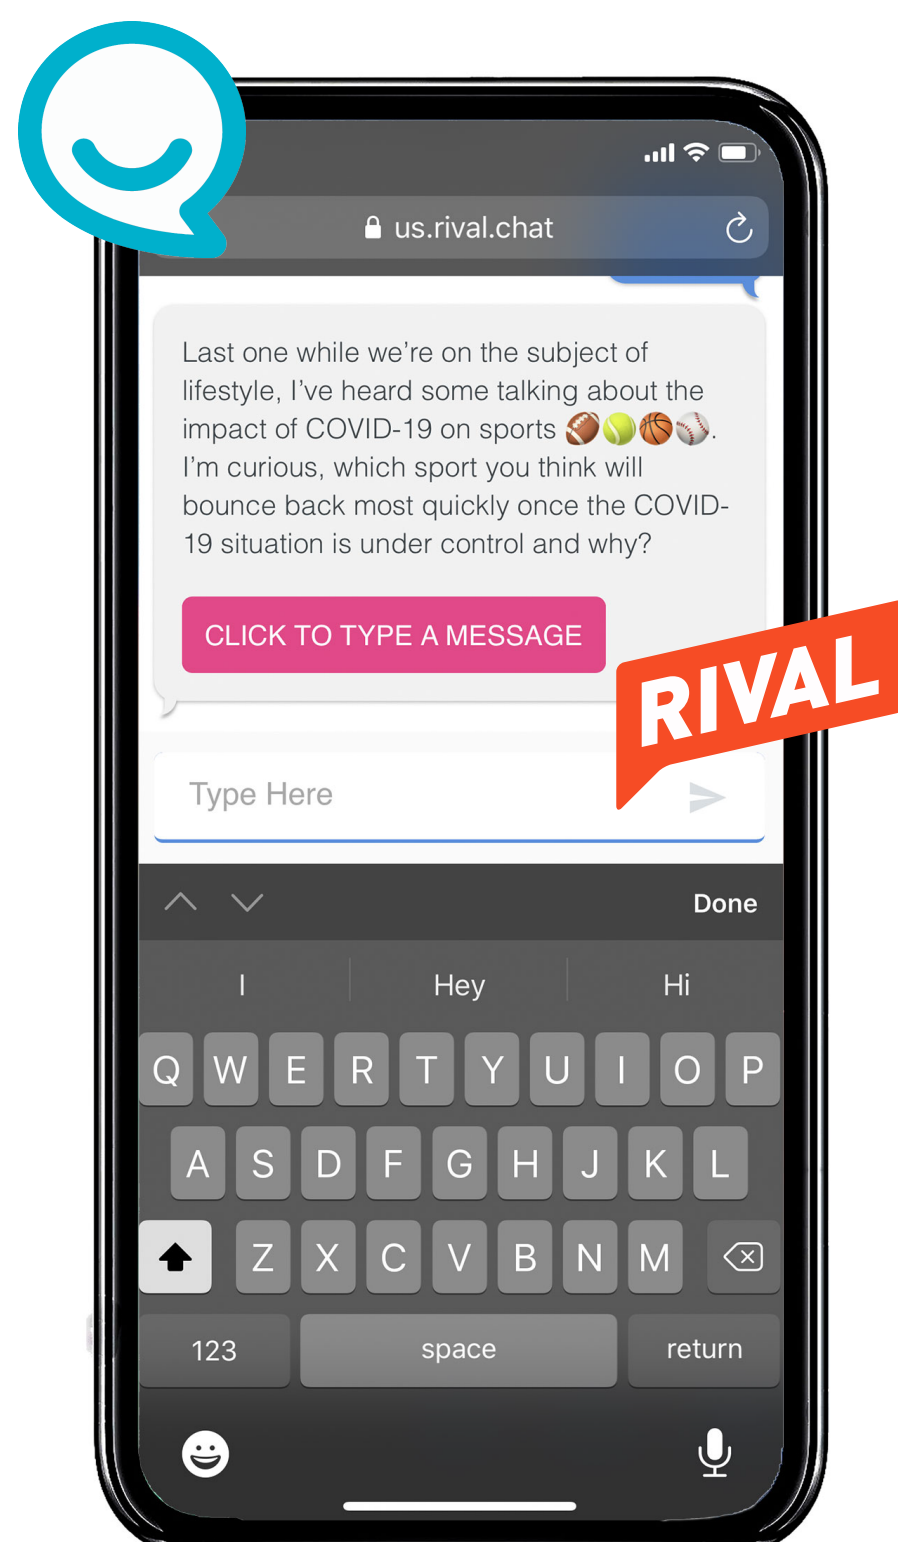 us.rival.chat
Last one while we’re on the subject of
lifestyle, I’ve heard some talking about the
impact of COVID-19 on sports 🏈🎾🏀⚾.
I’m curious, which sport you think will
bounce back most quickly once the COVID-
19 situation is under control and why?
CLICK TO TYPE A MESSAGE
RIVAL
Type Here
Done
I Hey Hi
Q W E R T Y U I O P
A S D F G H J K L
Z X C V B N M
123 space return